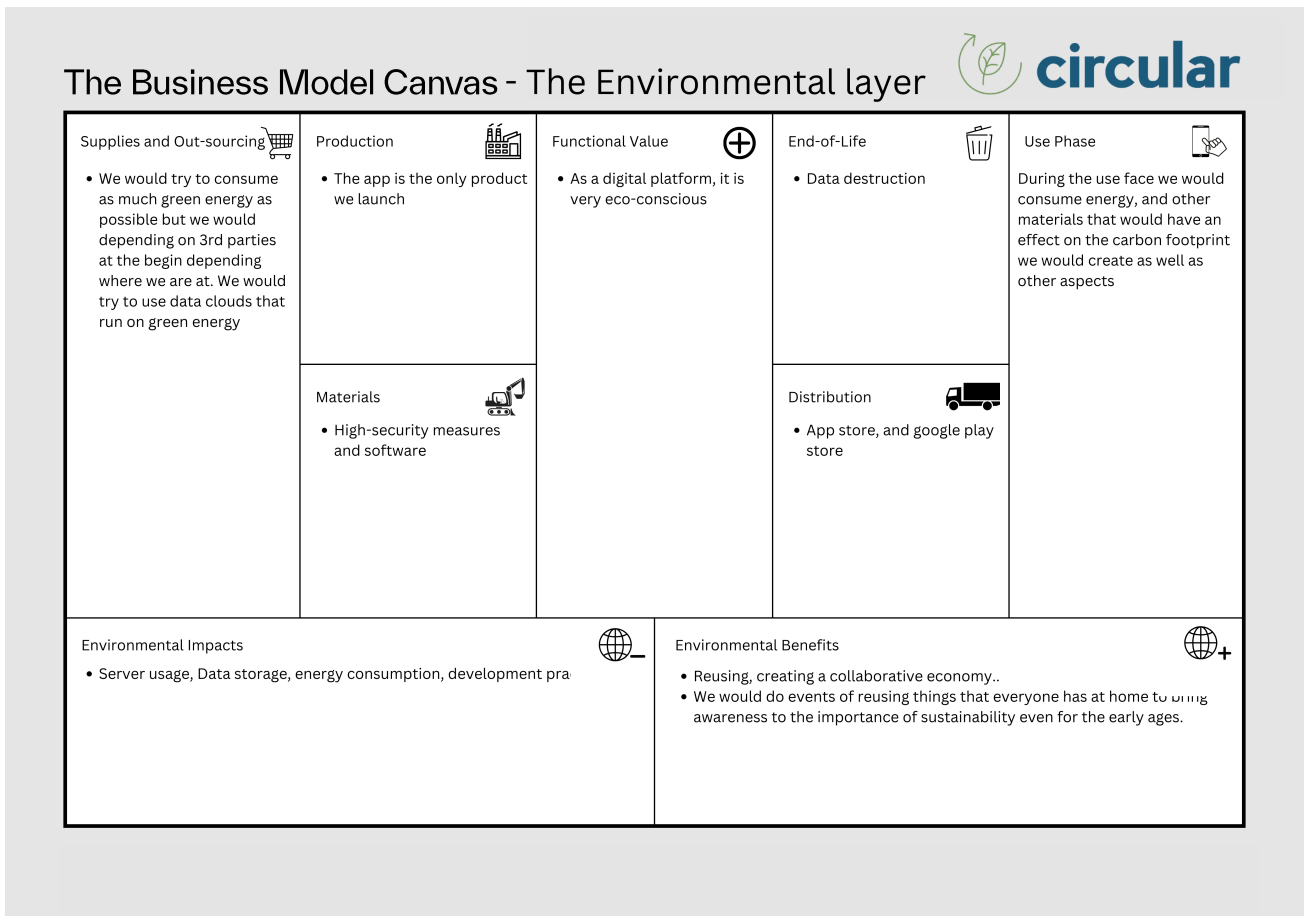 The Business Model Canvas - The Environmental layer
circular
Supplies and Out-sourcing
• We would try to consume
as much green energy as
possible but we would
depending on 3rd parties
at the begin depending
where we are at. We would
try to use data clouds that
run on green energy
Production
• The app is the only product
we launch
Materials
• High-security measures
and software
Functional Value
• As a digital platform, it is
very eco-conscious
End-of-Life
• Data destruction
Distribution
• App store, and google play
store
Use Phase
During the use face we would
consume energy, and other
materials that would have an
effect on the carbon footprint
we would create as well as
other aspects
Environmental Impacts
• Server usage, Data storage, energy consumption, development pra
Environmental Benefits
• Reusing, creating a collaborative economy..
• We would do events of reusing things that everyone has at home to bring
awareness to the importance of sustainability even for the early ages.